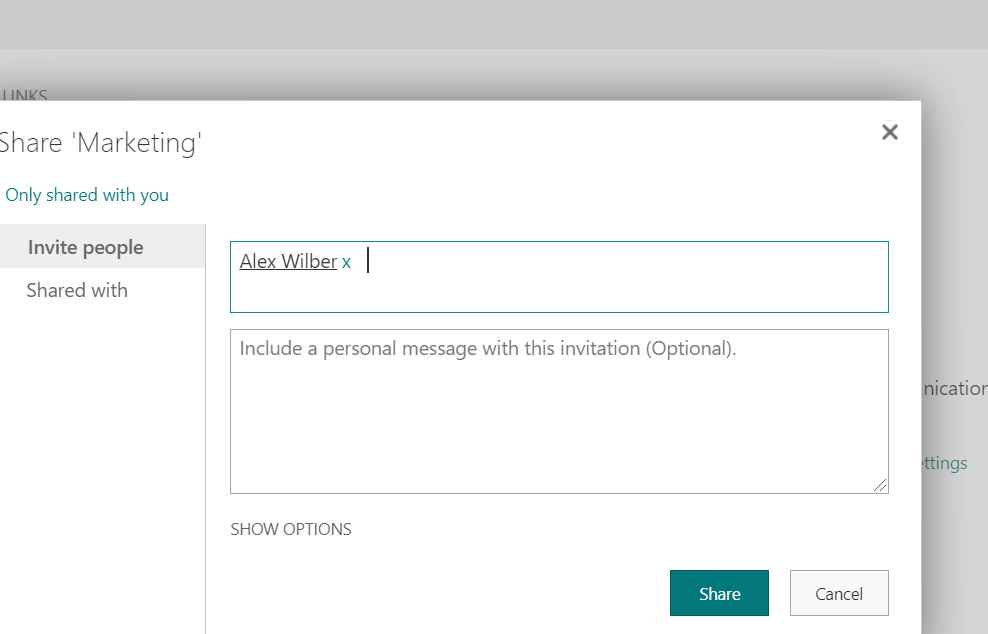 LINKS
Share 'Marketing'
Only shared with you
Invite people
Shared with
Alex Wilber x
Include a personal message with this invitation (Optional).
SHOW OPTIONS
Share
Cancel
nication
ettings